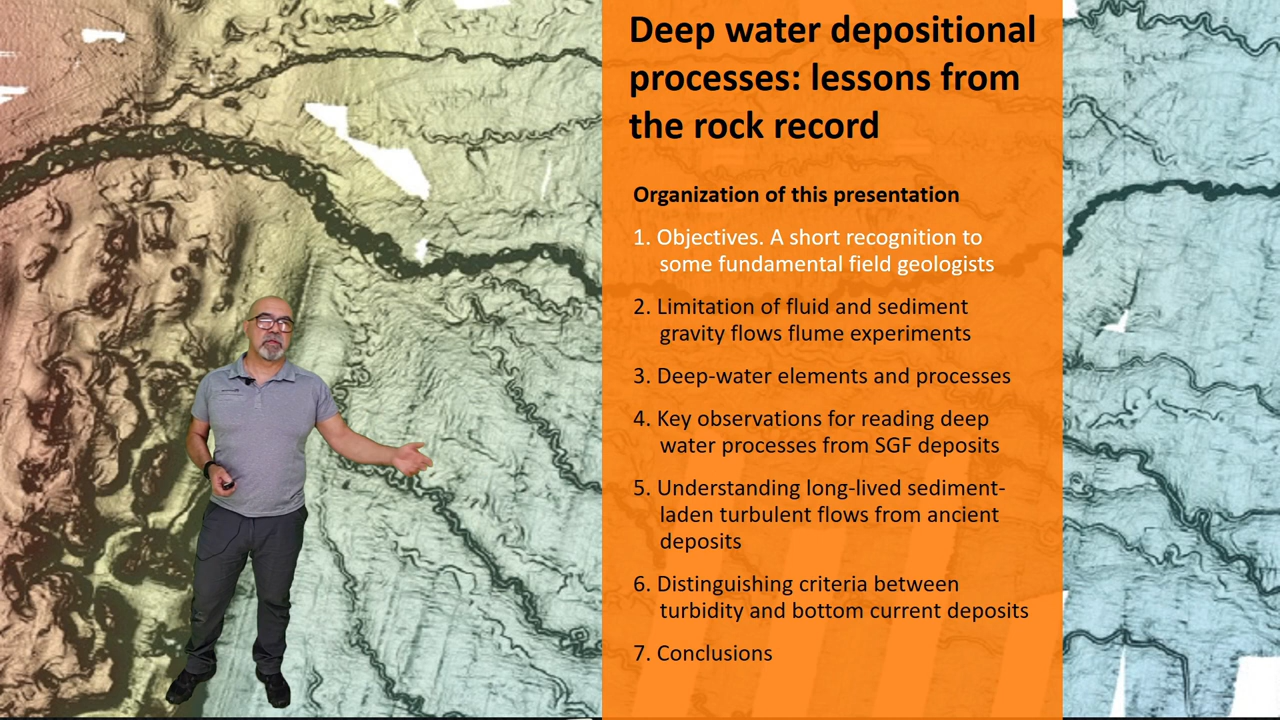 Deep water depositional
processes: lessons from
the rock record
Organization of this presentation
1. Objectives. A short recognition to
some fundamental field geologists
2. Limitation of fluid and sediment
gravity flows flume experiments
3. Deep-water elements and processes
4. Key observations for reading deep
water processes from SGF deposits
5. Understanding long-lived sediment-
laden turbulent flows from ancient
deposits
6. Distinguishing criteria between
turbidity and bottom current deposits
7. Conclusions